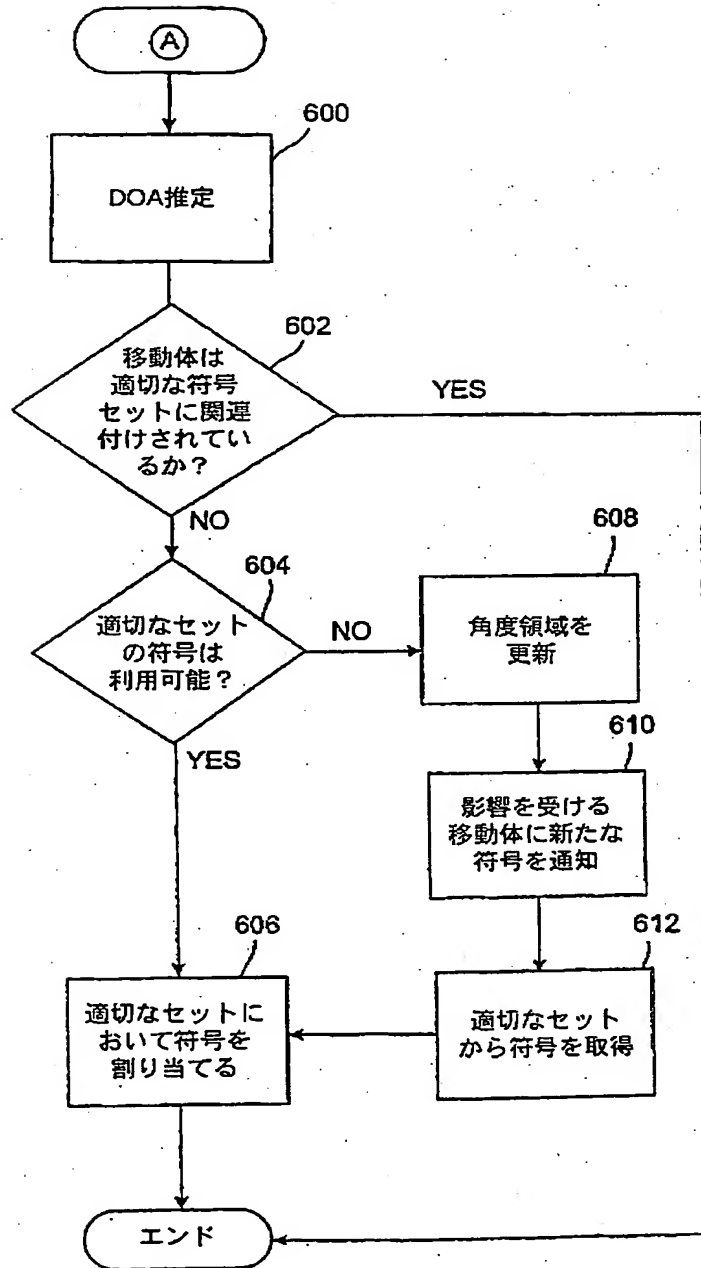 A
600
DOA推定
602
移動体は
適切な符号
セットに関連
付けされてい
るか？
YES
NO
604
適切なセット
の符号は
利用可能？
NO
608
角度領域を
更新
YES
610
影響を受ける
移動体に新たな
符号を通知
606
適切なセットに
おいて符号を
割り当てる
612
適切なセット
から符号を取得
エンド